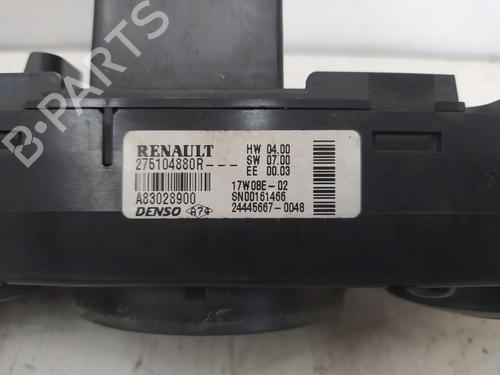 RENAULT
275104880R---
A83028900
DENSO A74
HW 04.00
SW 07.00
EE 00.03
17W08E-02
SN00161466
24445667-0048
B-Parts